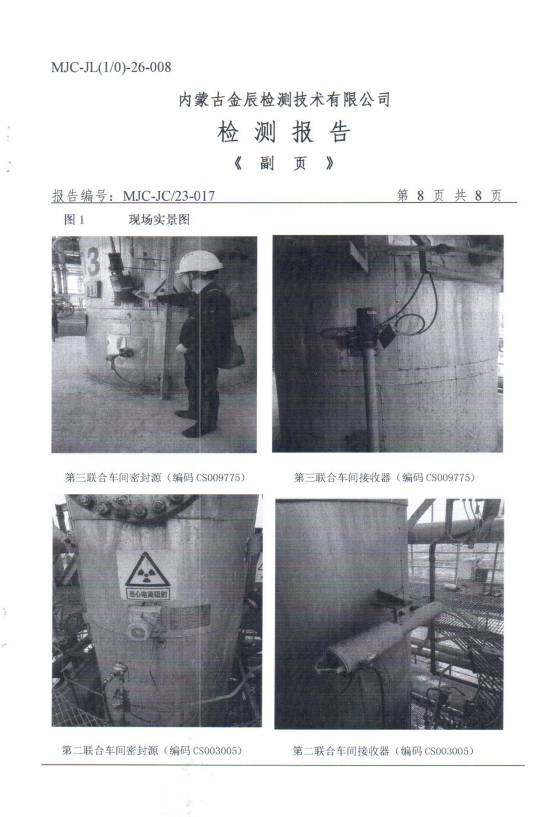 MJC-JL(1/0)-26-008
内蒙古金辰检测技术有限公司
检 测 报 告
《 副 页 》
报告编号：MJC-JC/23-017 第 8 页 共 8 页
图 1 现场实景图
3
第三联合车间密封源（编码 CS009775） 第三联合车间接收器（编码 CS009775）
当心电离辐射
第二联合车间密封源（编码 CS003005） 第二联合车间接收器（编码 CS003005）